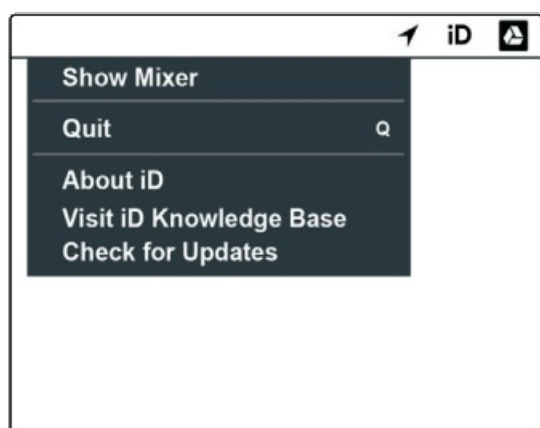 iD
Show Mixer
Quit Q
About iD
Visit iD Knowledge Base
Check for Updates